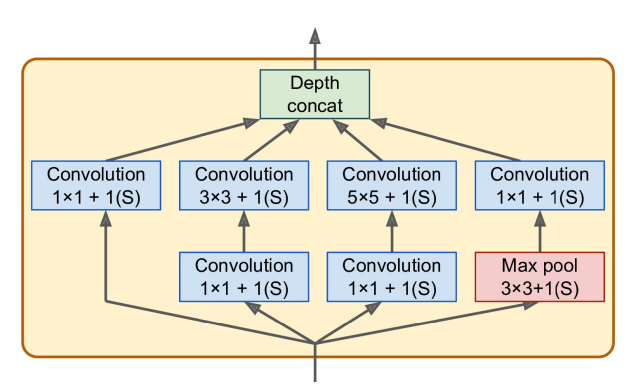 Depth
concat
Convolution
1×1 + 1(S)
Convolution
3×3 + 1(S)
Convolution
5×5 + 1(S)
Convolution
1×1 + 1(S)
Convolution
1×1 + 1(S)
Convolution
1×1 + 1(S)
Max pool
3×3+1(S)